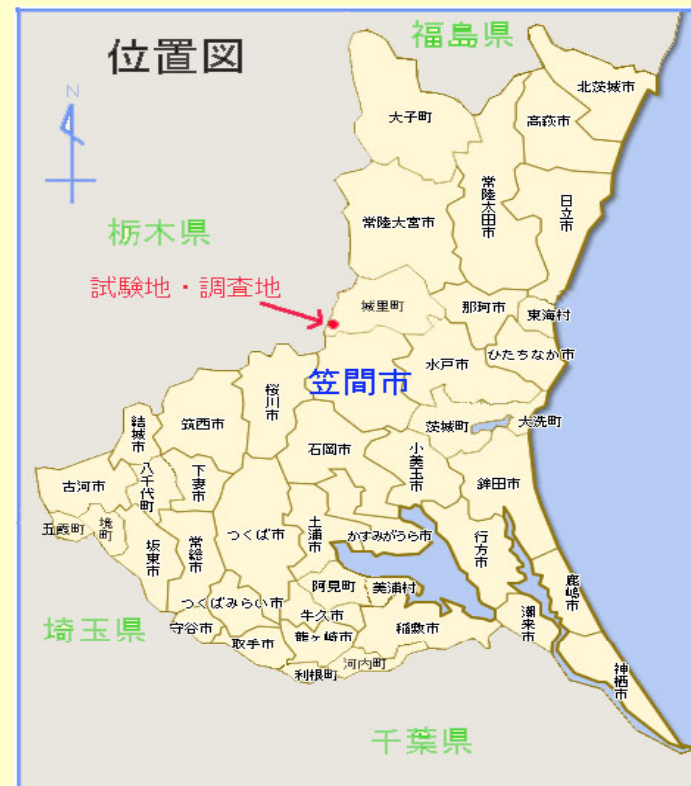 福島県
位置図
北茨城市
N
大子町
高萩市
常陸太田市
日立市
常陸大宮市
栃木県
試験地・調査地
城里町
那珂市
東海村
ひたちなか市
水戸市
笠間市
桜川市
筑西市
結城市
茨城町
大洗町
石岡市
小美玉市
鉾田市
八千代町
下妻市
古河市
五霞町
境町
坂東市
常総市
つくば市
土浦市
かすみがうら市
行方市
鹿嶋市
阿見町
美浦村
つくばみらい市
牛久市
稲敷市
潮来市
埼玉県
守谷市
取手市
龍ヶ崎市
河内町
利根町
神栖市
千葉県